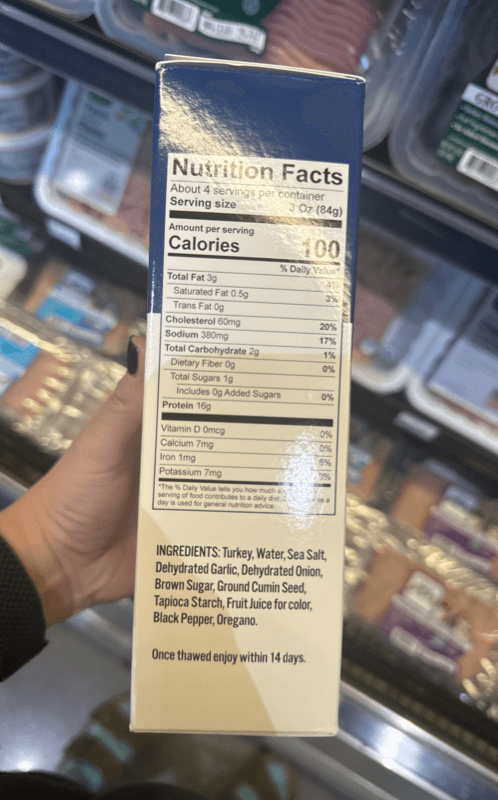 Nutrition Facts
About 4 servings per container
Serving size 3 Oz (84g)
Amount per serving
Calories 100
% Daily Value*
Total Fat 3g 4%
Saturated Fat 0.5g 3%
Trans Fat 0g
Cholesterol 60mg 20%
Sodium 380mg 17%
Total Carbohydrate 2g 1%
Dietary Fiber 0g 0%
Total Sugars 1g
Includes 0g Added Sugars 0%
Protein 16g
Vitamin D 0mcg 0%
Calcium 7mg 0%
Iron 1mg 6%
Potassium 7mg
*The % Daily Value tells you how much a
serving of food contributes to a daily diet.
day is used for general nutrition advice.
INGREDIENTS: Turkey, Water, Sea Salt,
Dehydrated Garlic, Dehydrated Onion,
Brown Sugar, Ground Cumin Seed,
Tapioca Starch, Fruit Juice for color,
Black Pepper, Oregano.
Once thawed enjoy within 14 days.